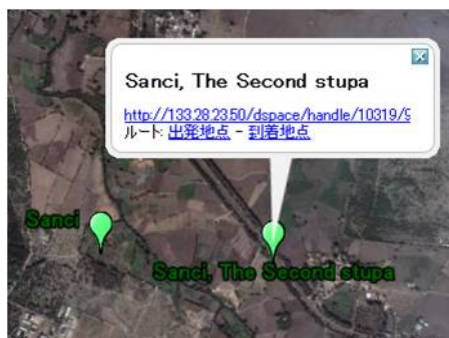 Sanci, The Second stupa
http://133.28.23.50/dspace/handle/10319/9
ルート: 出発地点 - 到着地点
Sanci
Sanci, The Second stupa